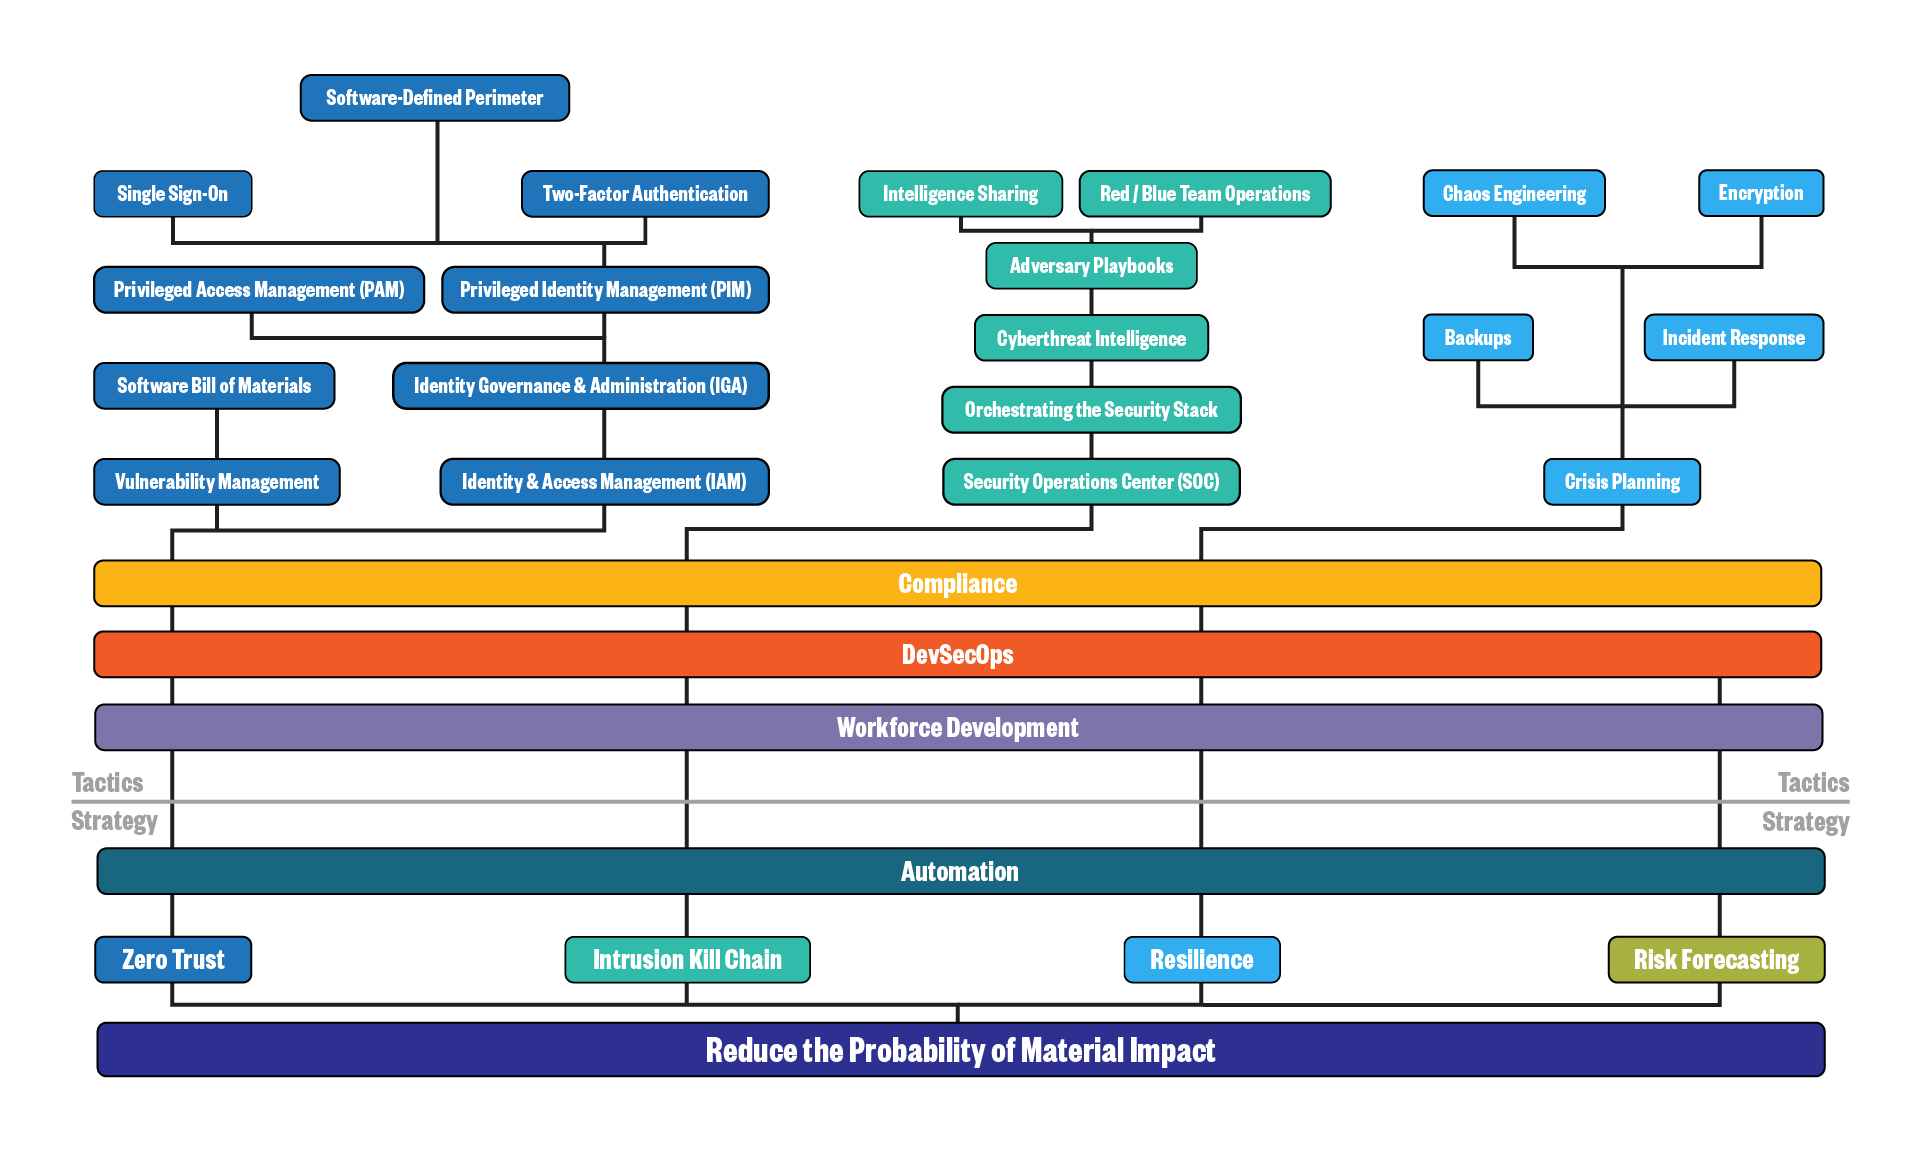 Software-Defined Perimeter
Single Sign-On
Two-Factor Authentication
Intelligence Sharing
Red / Blue Team Operations
Chaos Engineering
Encryption
Adversary Playbooks
Privileged Access Management (PAM)
Privileged Identity Management (PIM)
Cyberthreat Intelligence
Backups
Incident Response
Software Bill of Materials
Identity Governance & Administration (IGA)
Orchestrating the Security Stack
Vulnerability Management
Identity & Access Management (IAM)
Security Operations Center (SOC)
Crisis Planning
Compliance
DevSecOps
Workforce Development
Tactics
Tactics
Strategy
Strategy
Automation
Zero Trust
Intrusion Kill Chain
Resilience
Risk Forecasting
Reduce the Probability of Material Impact